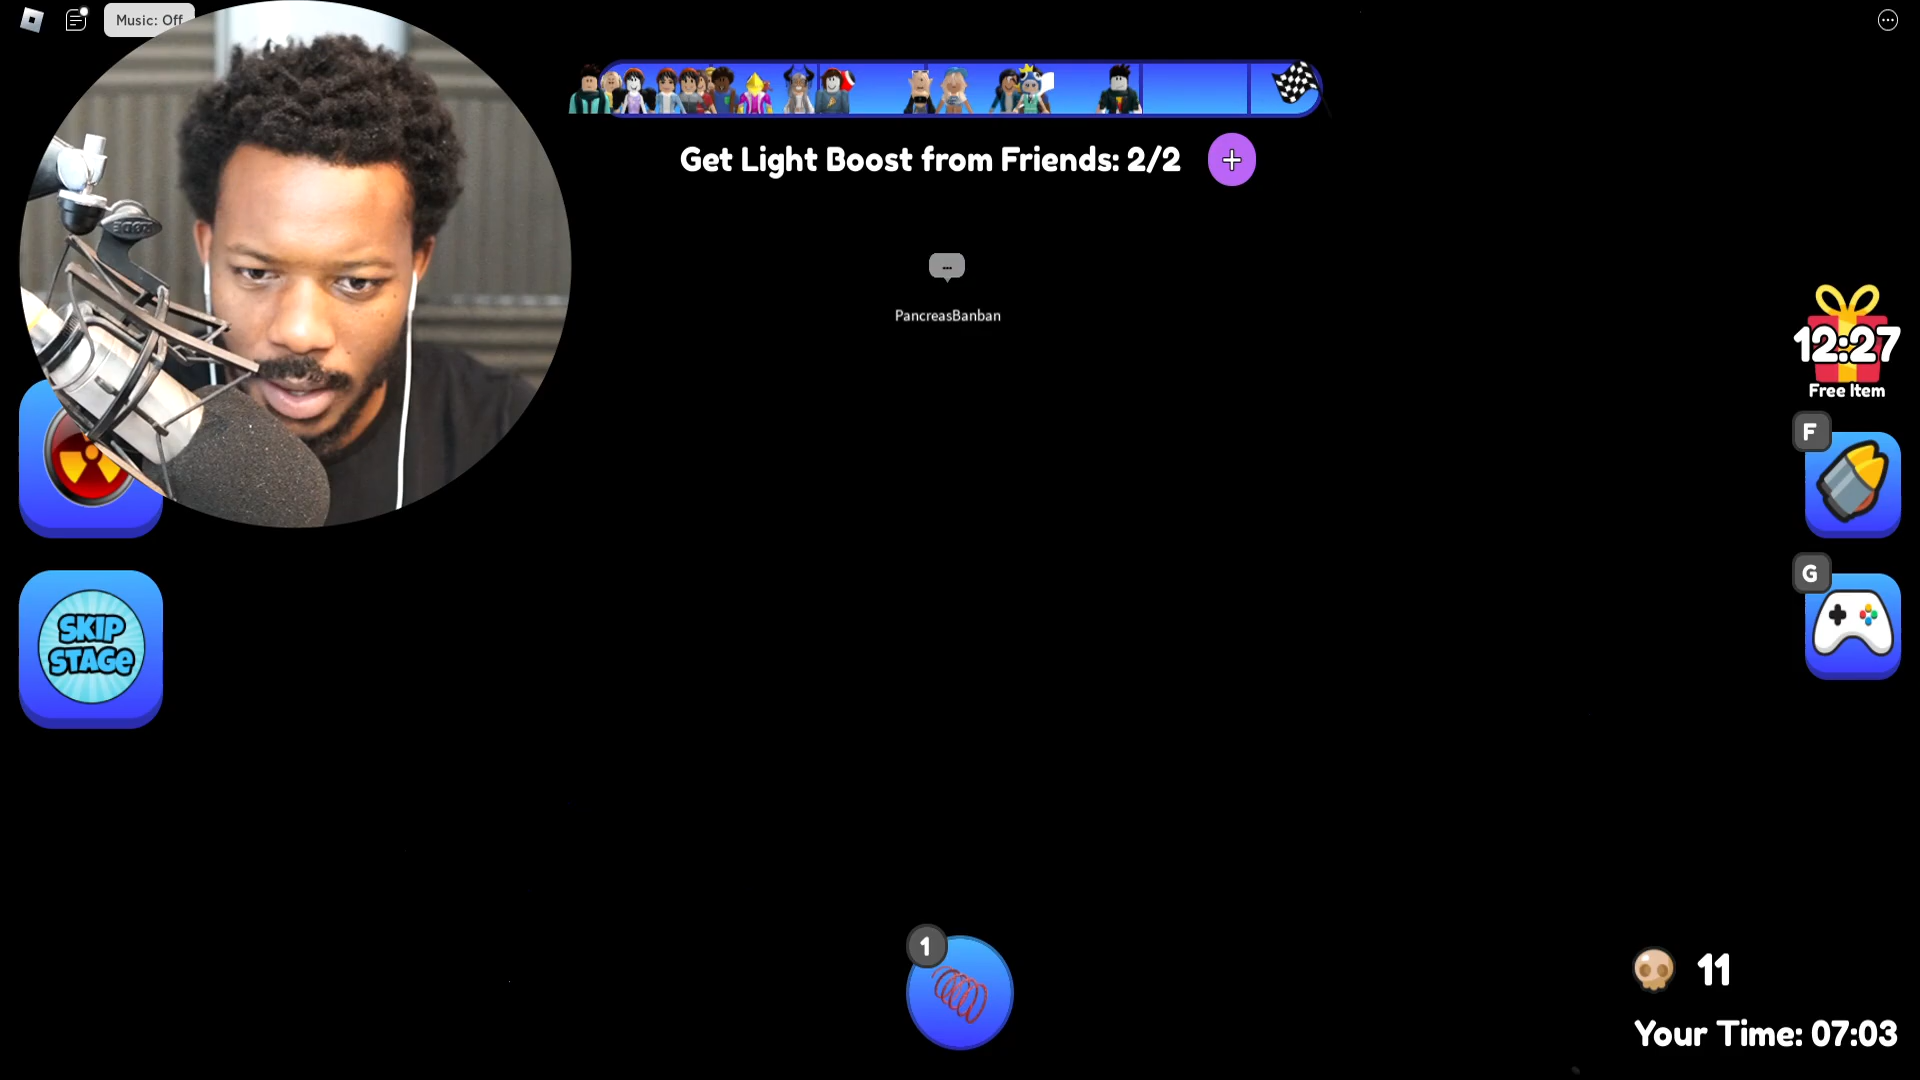 Music: Off
Get Light Boost from Friends: 2/2
+
...
PancreasBanban
12:27
Free Item
F
G
SKIP
STAGE
1
11
Your Time: 07:03
RODE